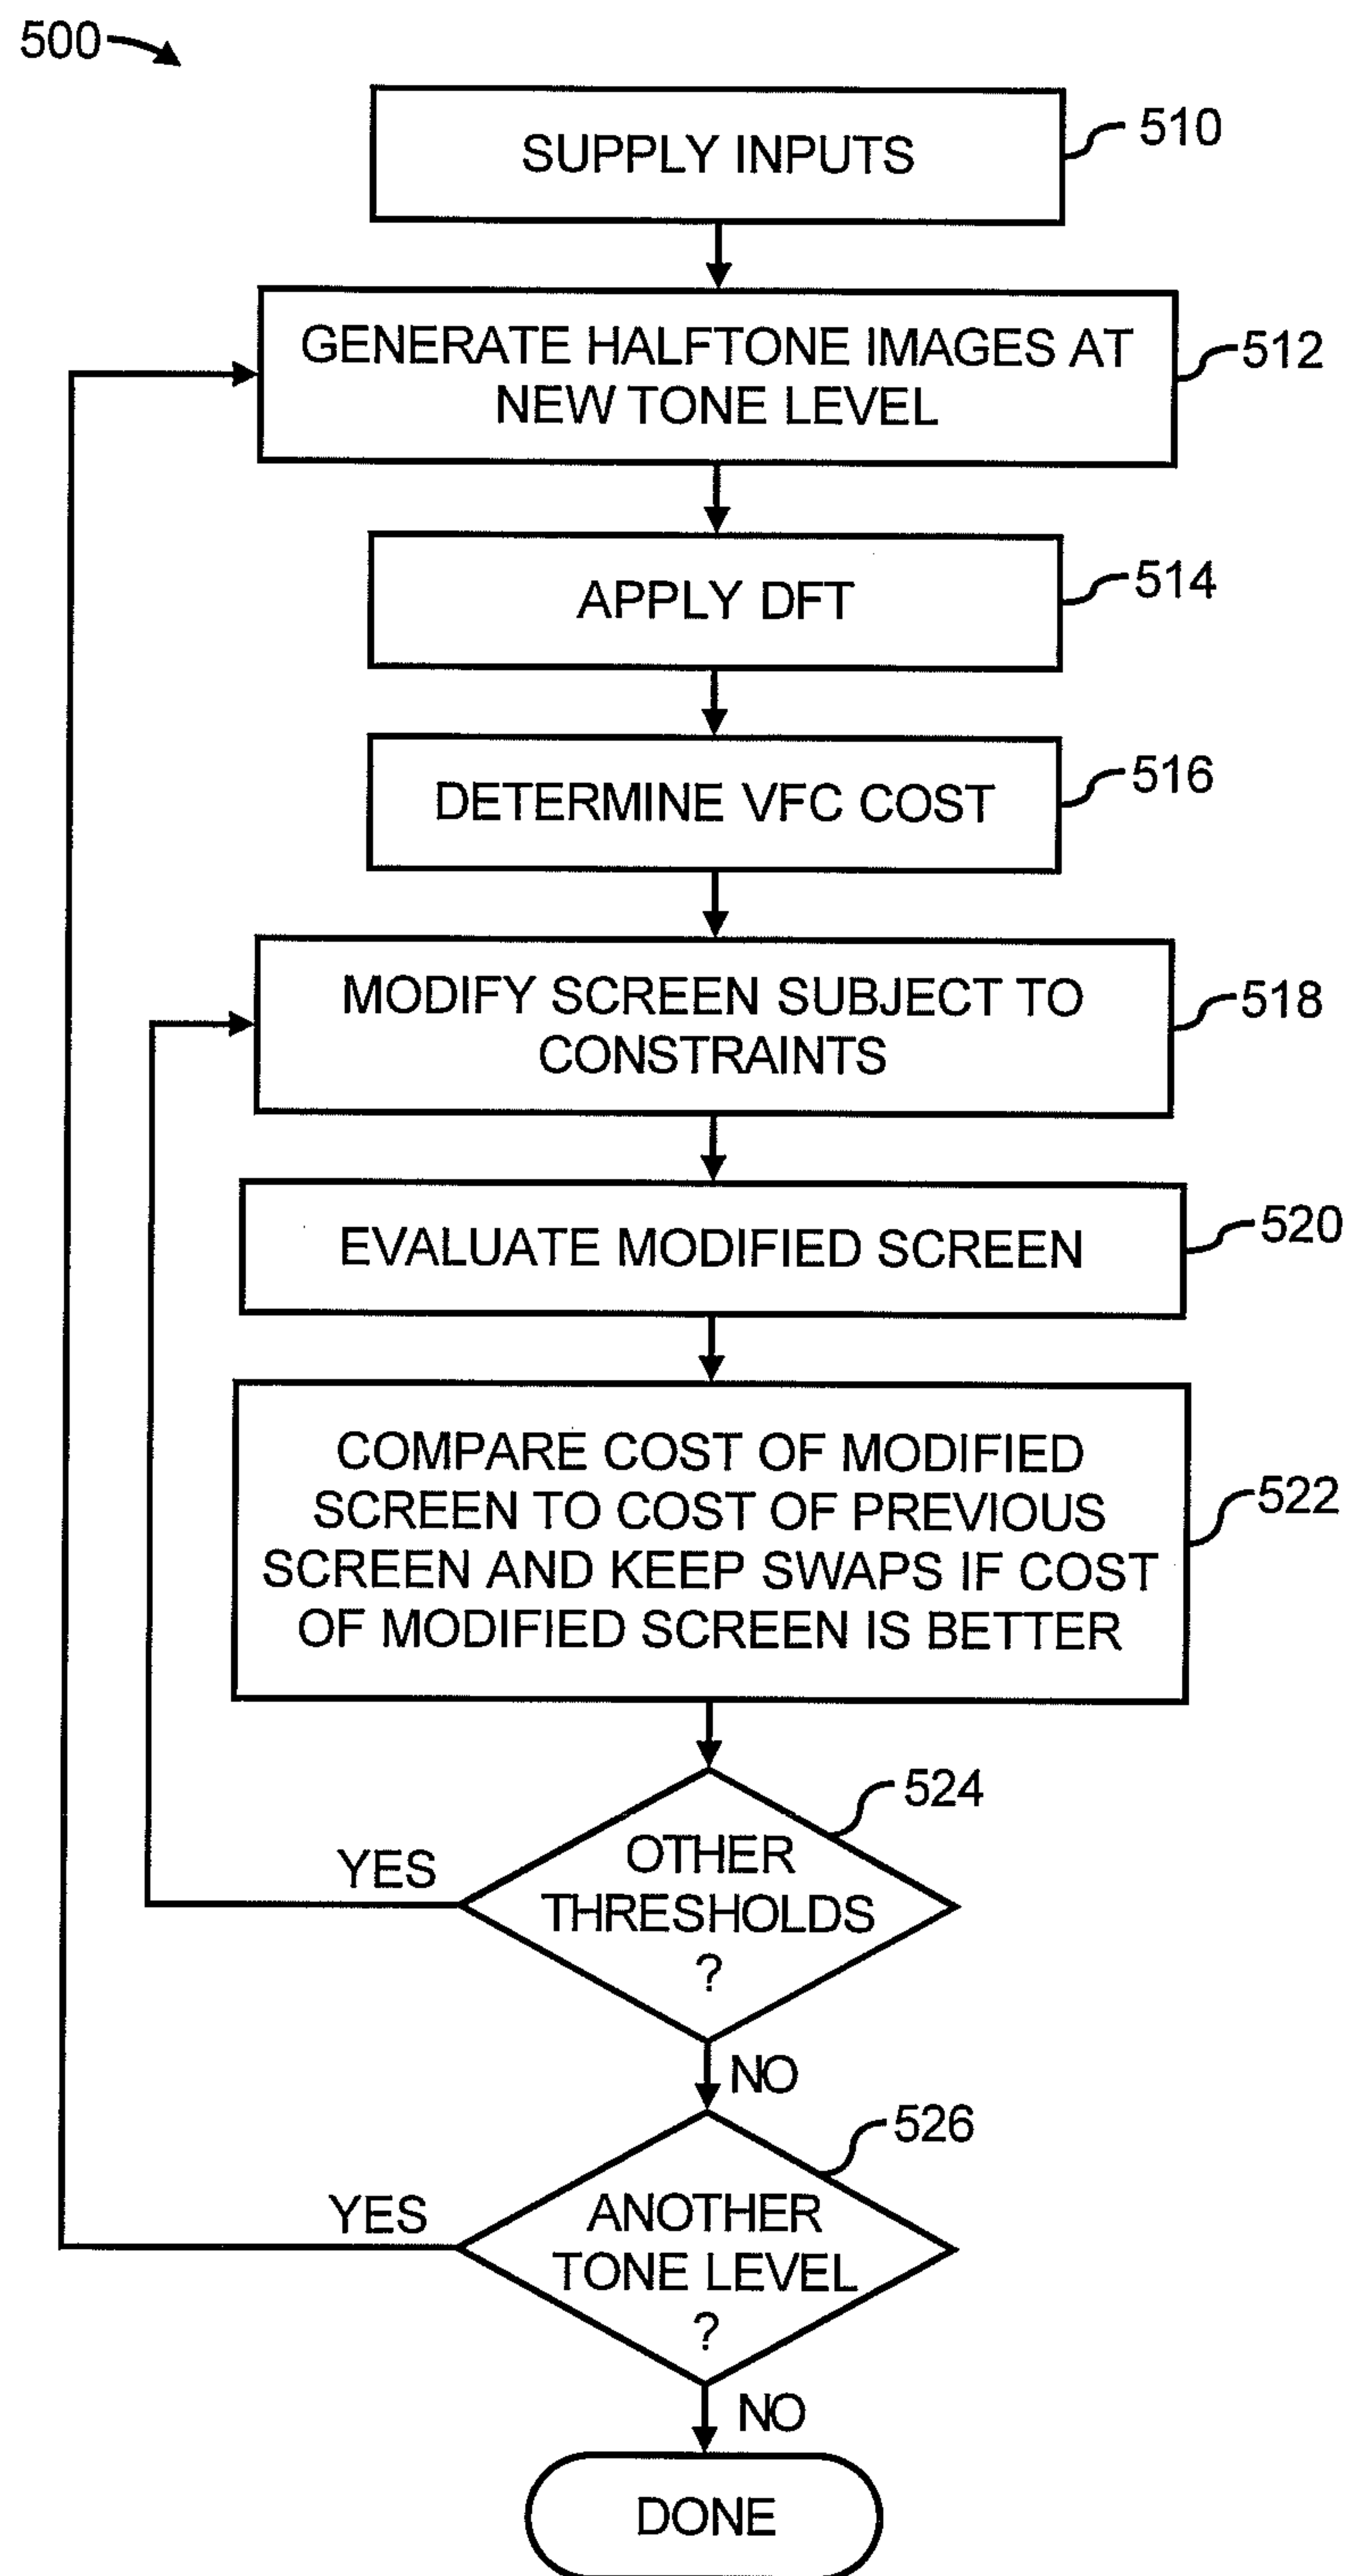 500
SUPPLY INPUTS
510
GENERATE HALFTONE IMAGES AT
NEW TONE LEVEL
512
APPLY DFT
514
DETERMINE VFC COST
516
MODIFY SCREEN SUBJECT TO
CONSTRAINTS
518
EVALUATE MODIFIED SCREEN
520
COMPARE COST OF MODIFIED
SCREEN TO COST OF PREVIOUS
SCREEN AND KEEP SWAPS IF COST
OF MODIFIED SCREEN IS BETTER
522
524
YES
OTHER
THRESHOLDS
?
NO
526
YES
ANOTHER
TONE LEVEL
?
NO
DONE